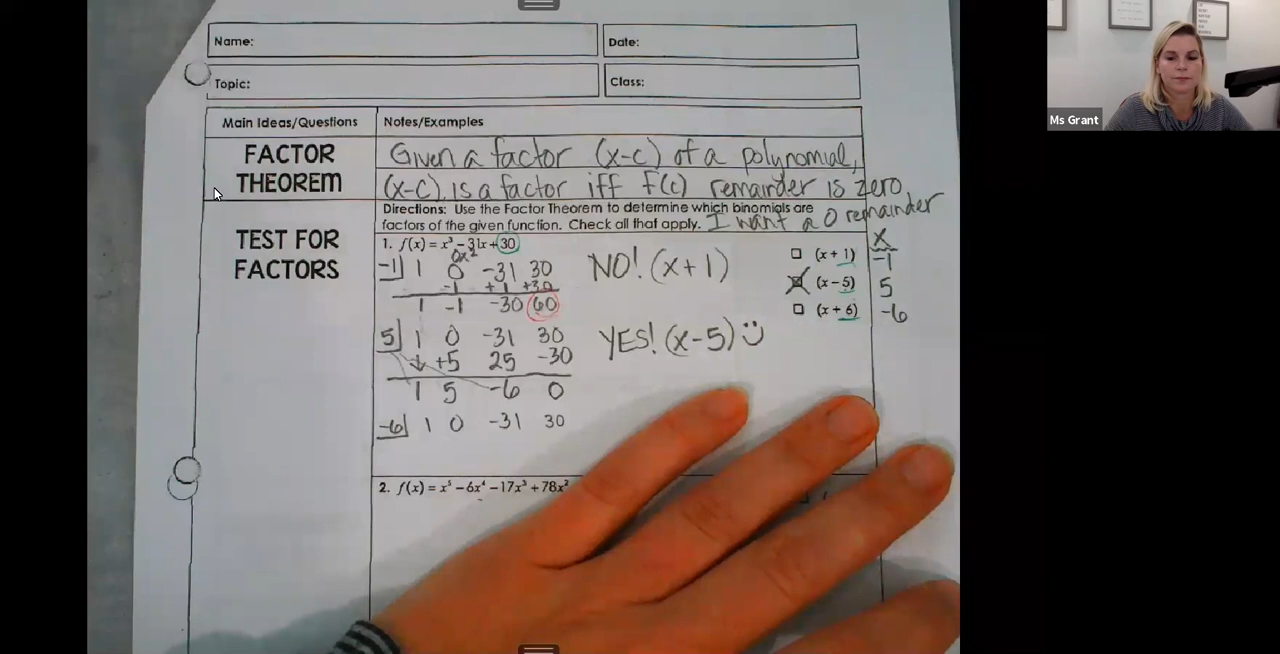 Name:
Date:
Topic:
Class:
Ms Grant
Main Ideas/Questions
Notes/Examples
FACTOR
THEOREM
Given a factor (x-c) of a polynomial,
(x-c) is a factor iff f(c) remainder is zero
Directions: Use the Factor Theorem to determine which binomials are
factors of the given function. Check all that apply. I want a 0 remainder
TEST FOR
FACTORS
1. f(x) = x³ - 31x + 30
0x²
-1 1 0 -31 30
-1 +1 +30
1 -1 -30 60
NO! (x+1)
x
(x + 1) -1
(x - 5) 5
(x + 6) -6
5 1 0 -31 30
+5 25 -30
1 5 -6 0
YES! (x-5)
-6 1 0 -31 30
2. f(x) = x⁵ - 6x⁴ - 17x³ + 78x²